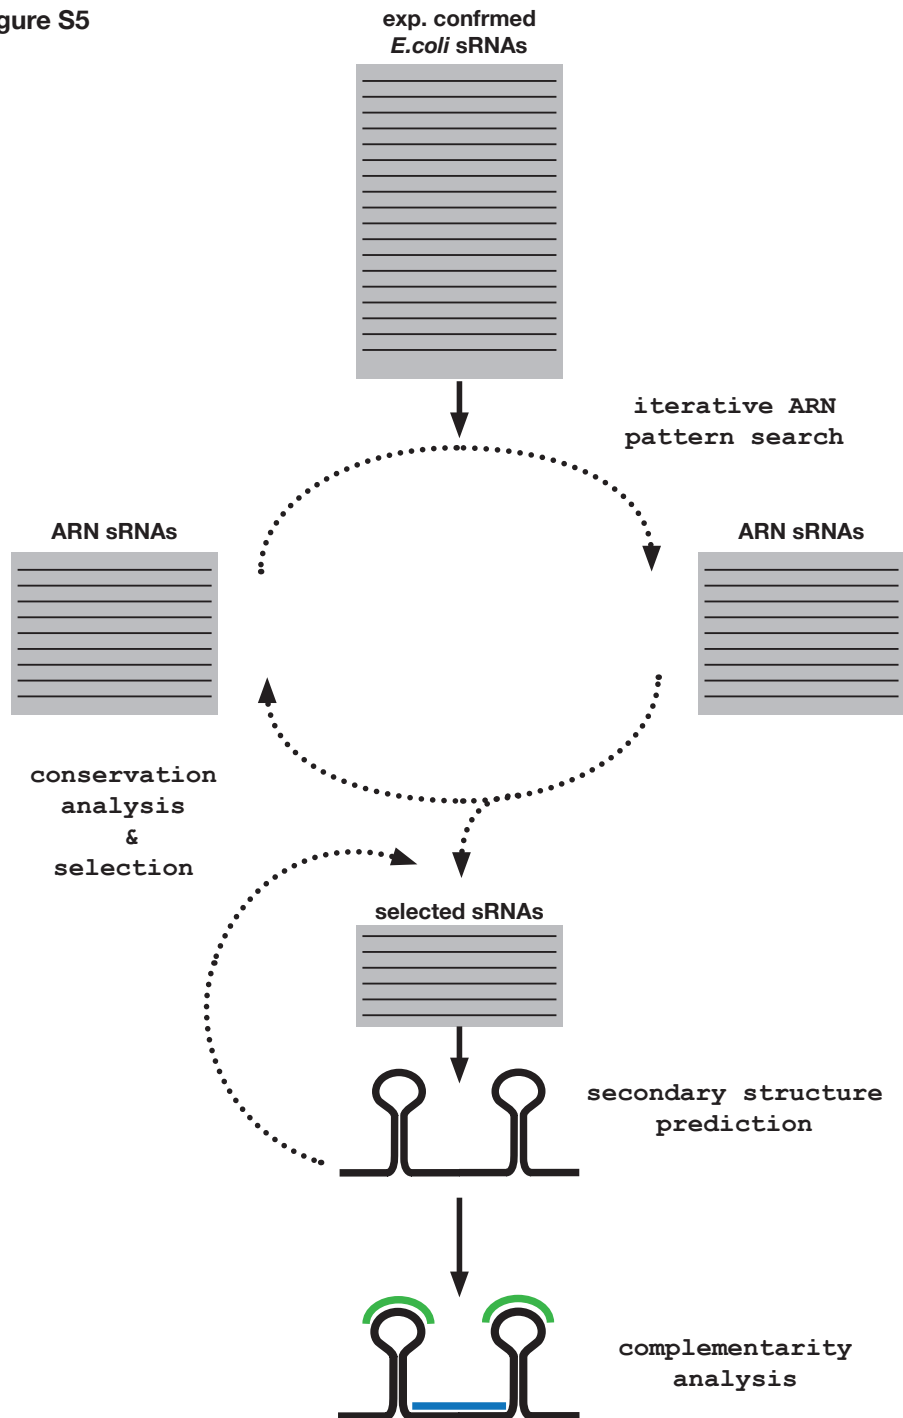 gure S5
exp. confrmed
E.coli sRNAs
iterative ARN
pattern search
ARN sRNAs
ARN sRNAs
conservation
analysis
&
selection
selected sRNAs
secondary structure
prediction
complementarity
analysis